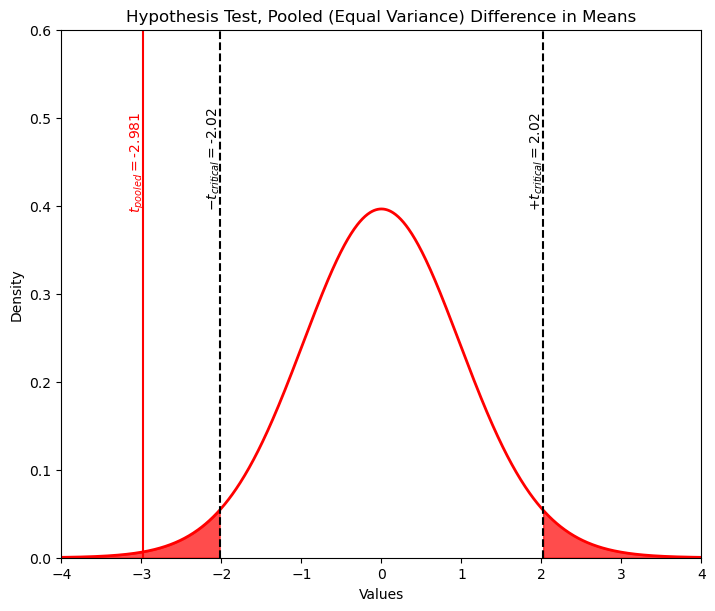 Hypothesis Test, Pooled (Equal Variance) Difference in Means
0.6
0.5
0.4
0.3
0.2
0.1
0.0
Density
t_pooled = -2.981
−t_critical = -2.02
+t_critical = 2.02
−4 −3 −2 −1 0 1 2 3 4
Values